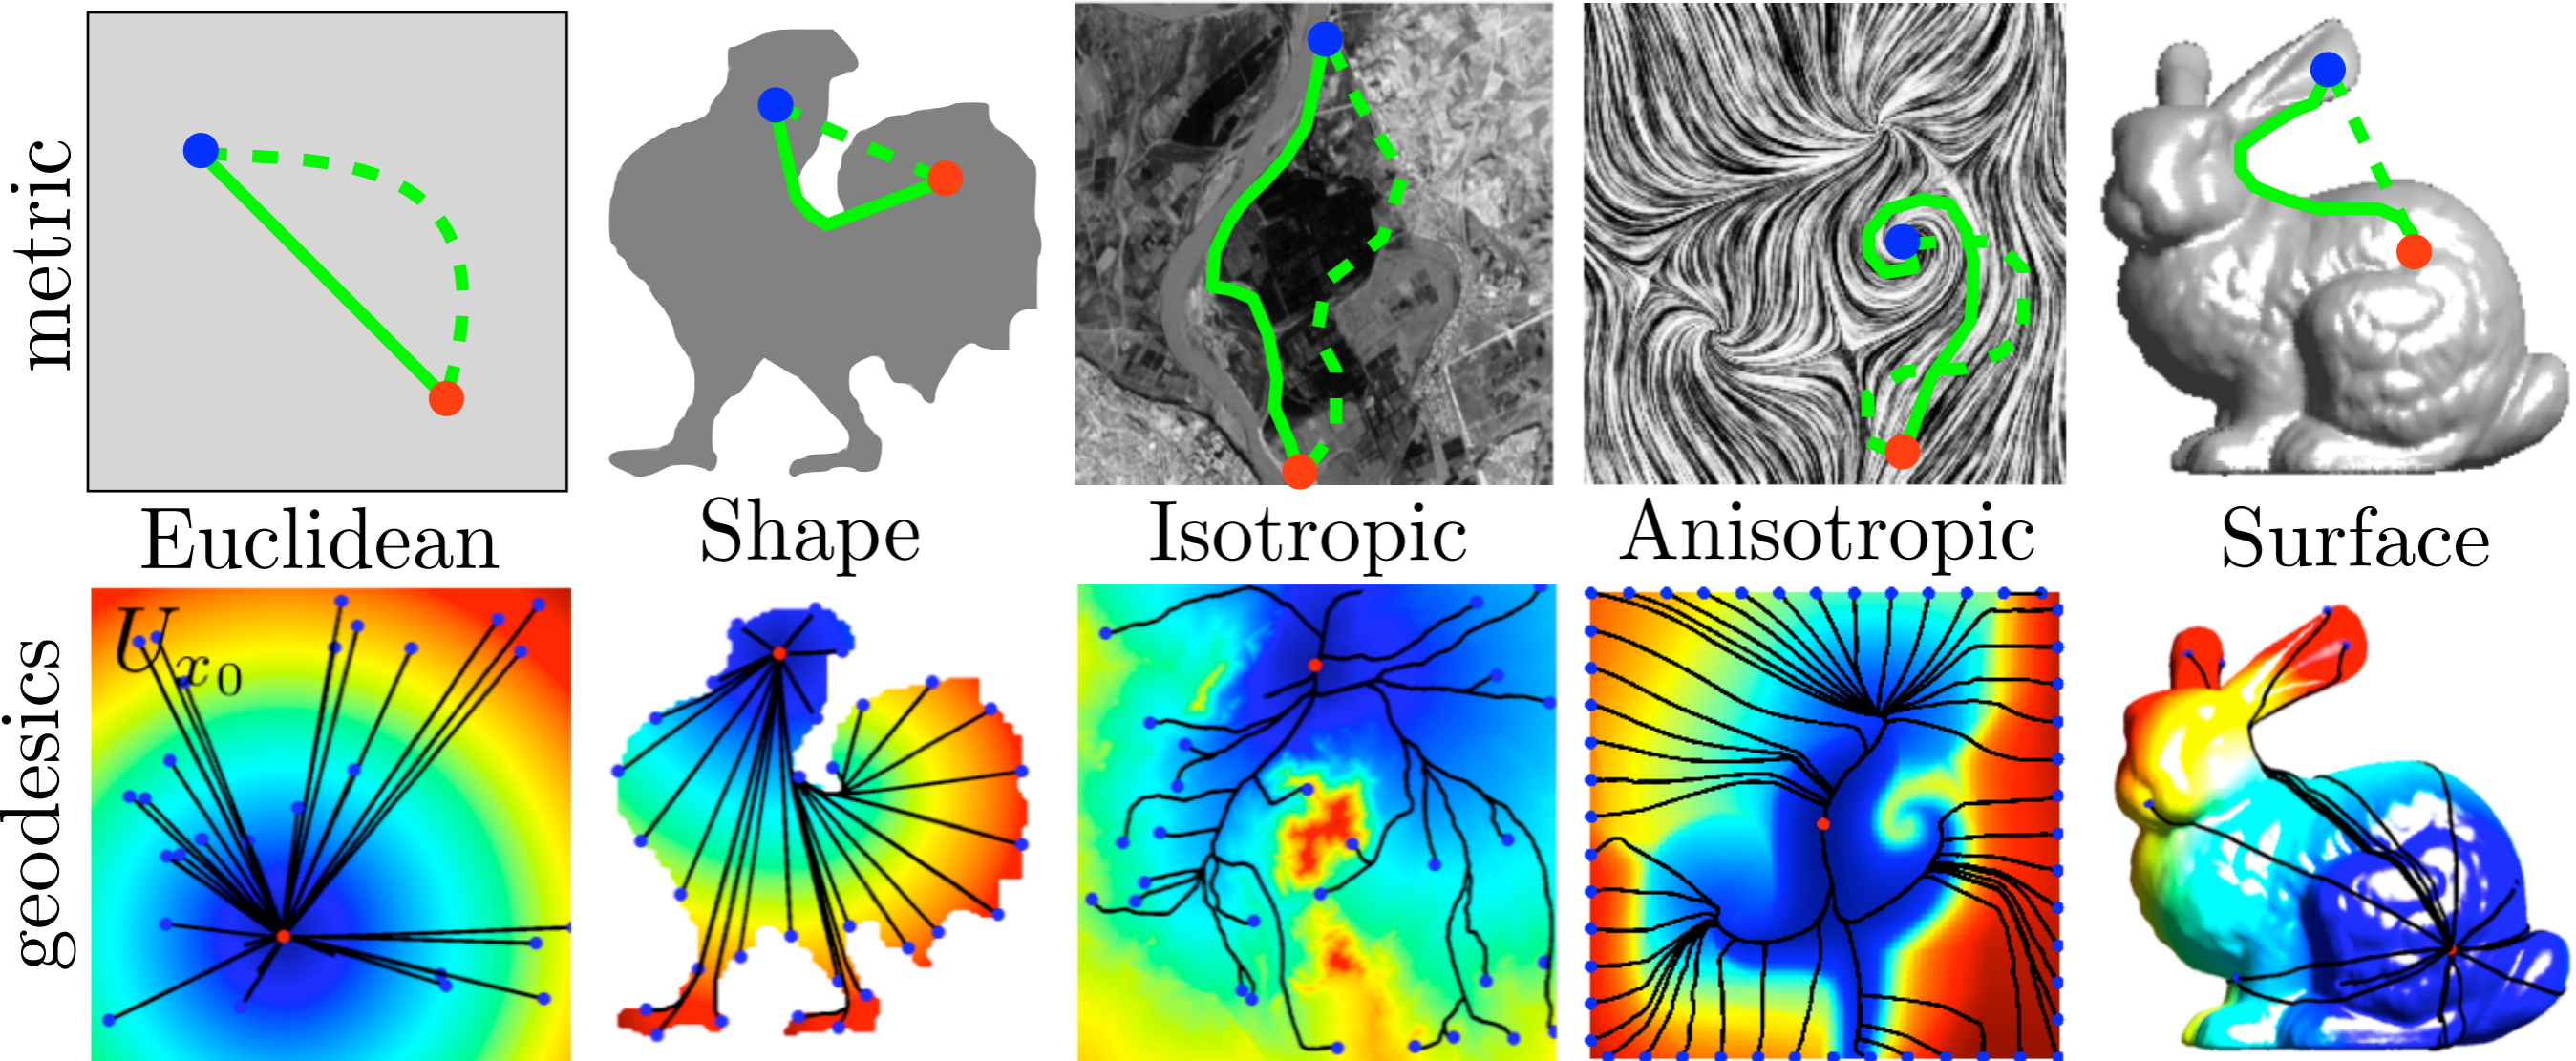 metric
Euclidean
Shape
Isotropic
Anisotropic
Surface
geodesics
U_{x_0}